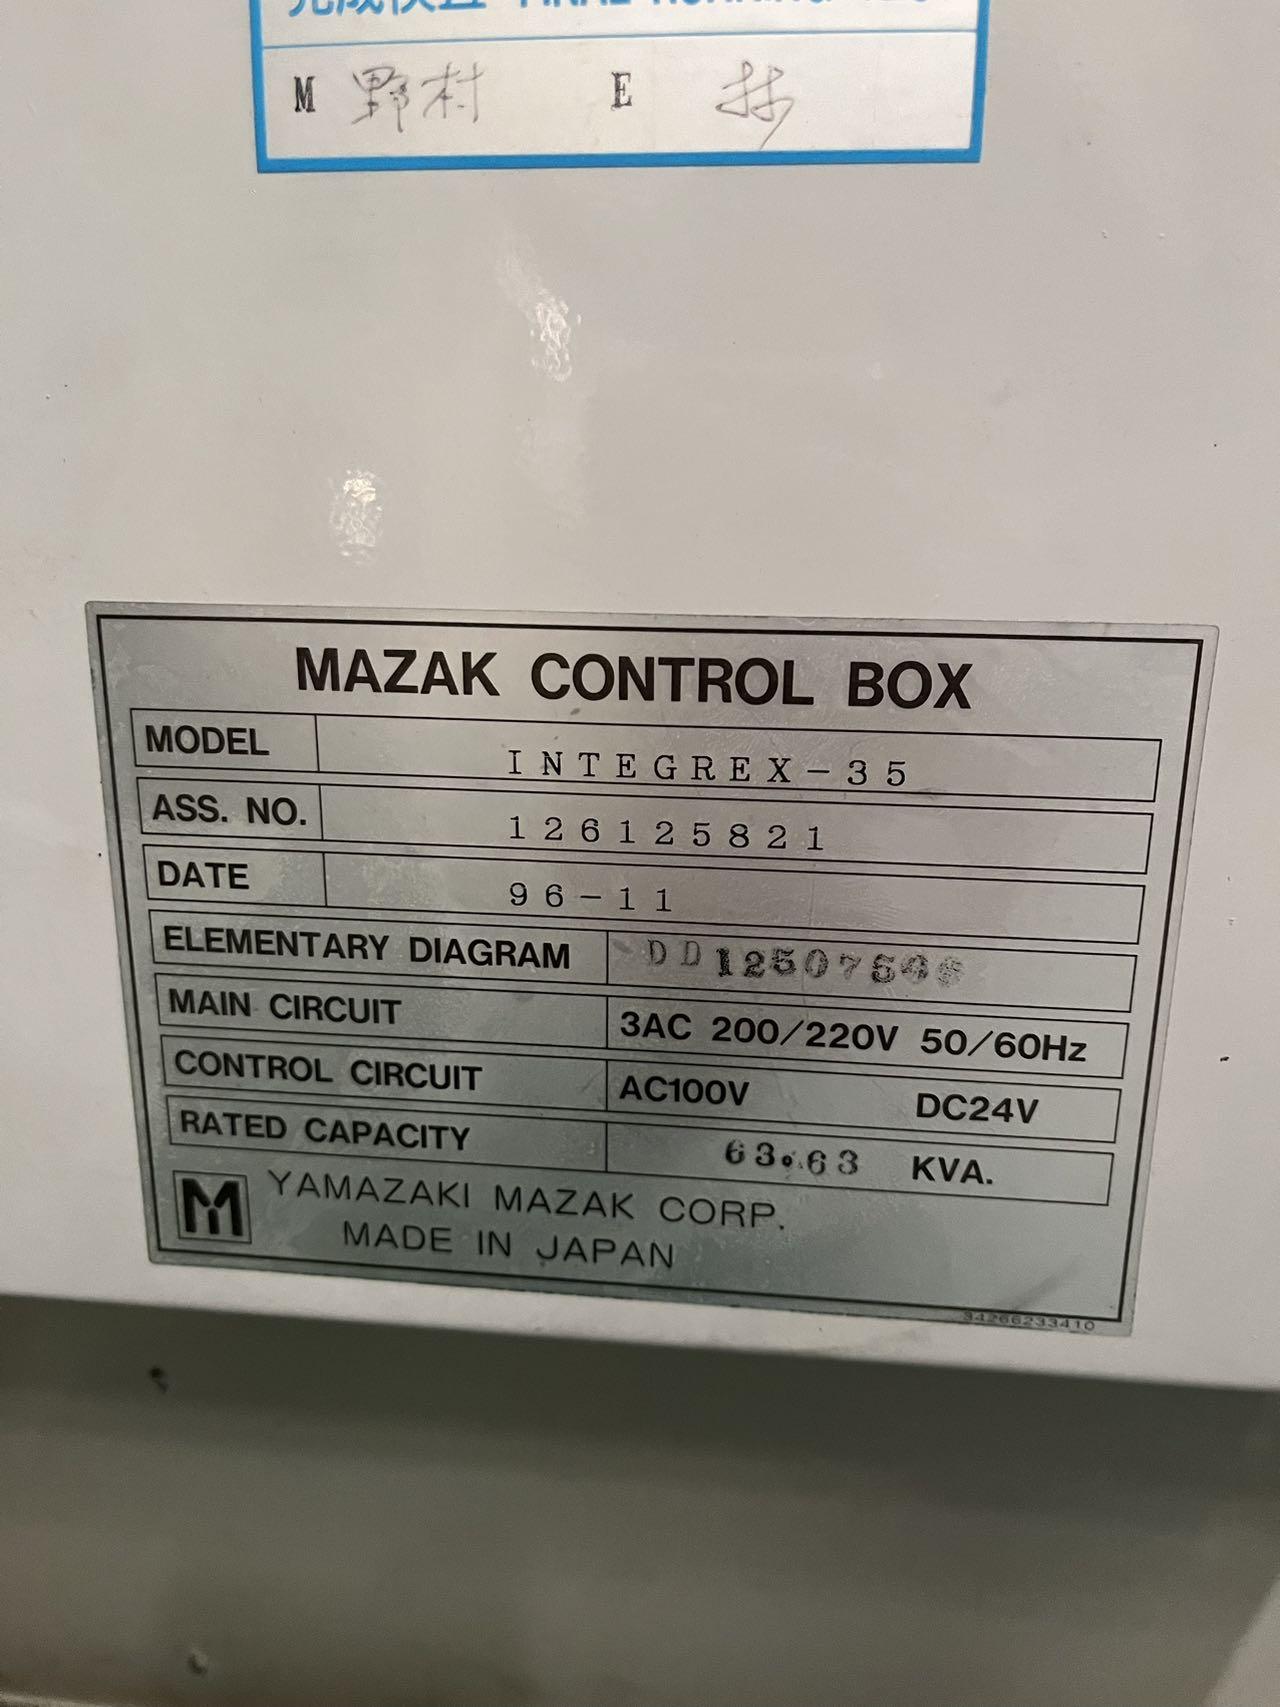 M 野村 E 林
MAZAK CONTROL BOX
MODEL INTEGREX-35
ASS. NO. 126125821
DATE 96-11
ELEMENTARY DIAGRAM
MAIN CIRCUIT 3AC 200/220V 50/60Hz
CONTROL CIRCUIT AC100V DC24V
RATED CAPACITY 63.63 KVA.
YAMAZAKI MAZAK CORP.
MADE IN JAPAN
34266233410